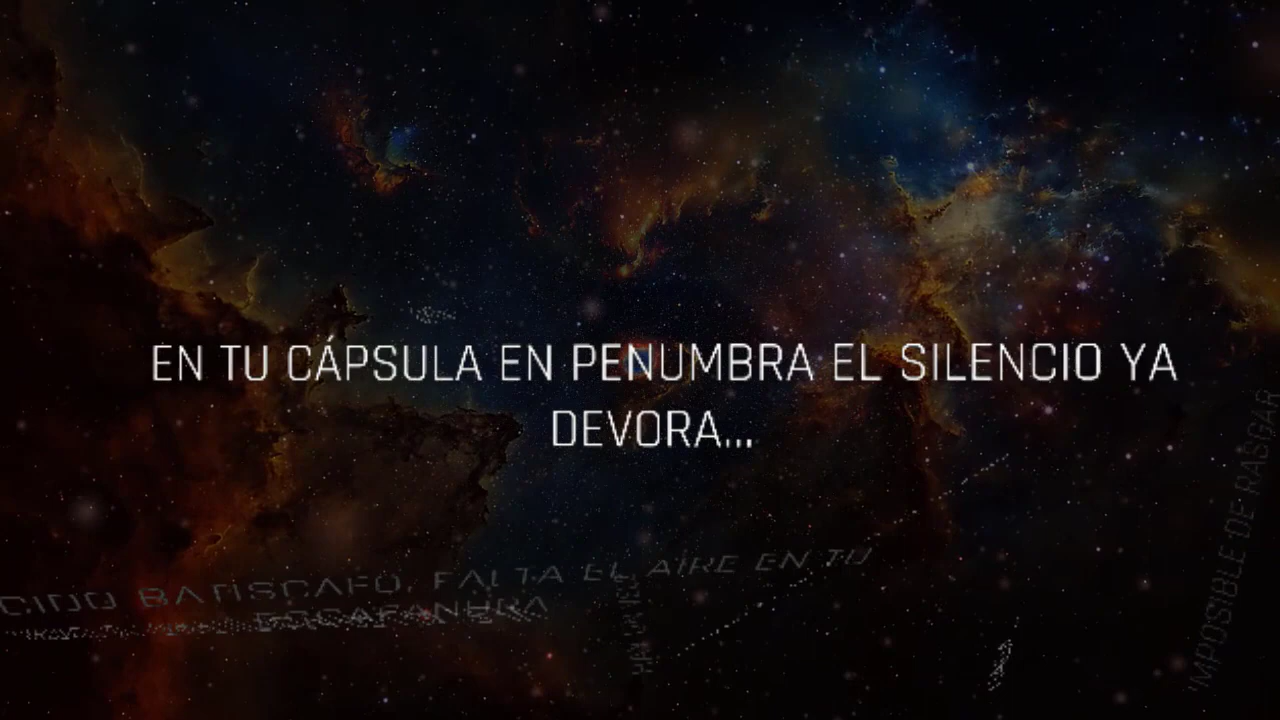 EN TU CÁPSULA EN PENUMBRA EL SILENCIO YA
DEVORA...
BATISCAFO, FALTA EL AIRE EN TU
ESCAFANDRA
IMPOSIBLE DE RASGAR